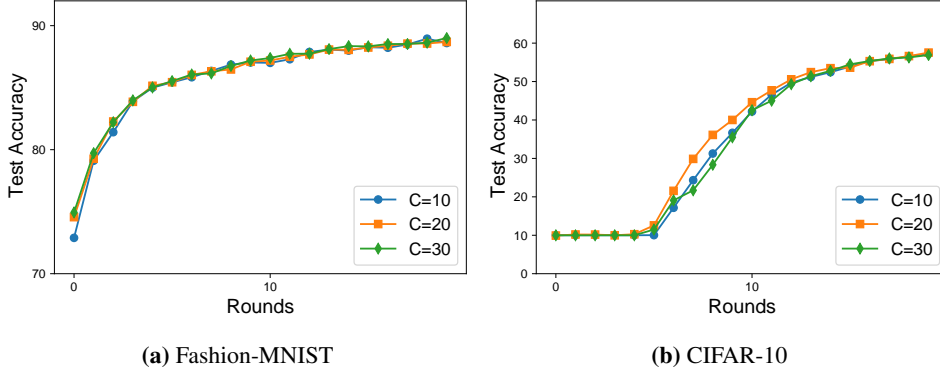 90
80
70
Test Accuracy
0
10
Rounds
C=10
C=20
C=30
(a) Fashion-MNIST
60
50
40
30
20
10
0
Test Accuracy
0
10
Rounds
C=10
C=20
C=30
(b) CIFAR-10